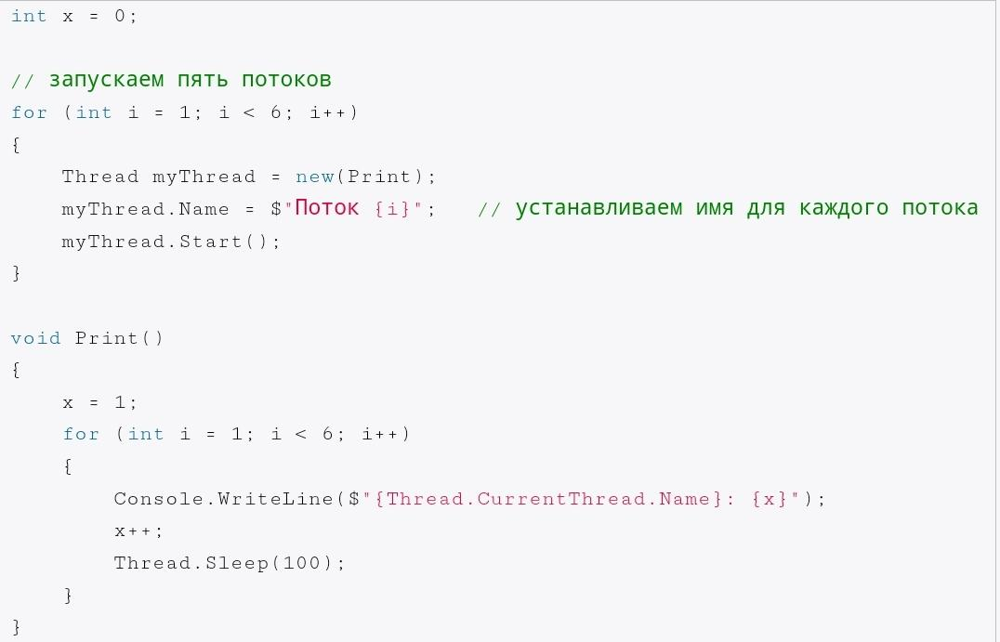 int x = 0;
// запускаем пять потоков
for (int i = 1; i < 6; i++)
{
    Thread myThread = new(Print);
    myThread.Name = $"Поток {i}";   // устанавливаем имя для каждого потока
    myThread.Start();
}
void Print()
{
    x = 1;
    for (int i = 1; i < 6; i++)
    {
        Console.WriteLine($"{Thread.CurrentThread.Name}: {x}");
        x++;
        Thread.Sleep(100);
    }
}